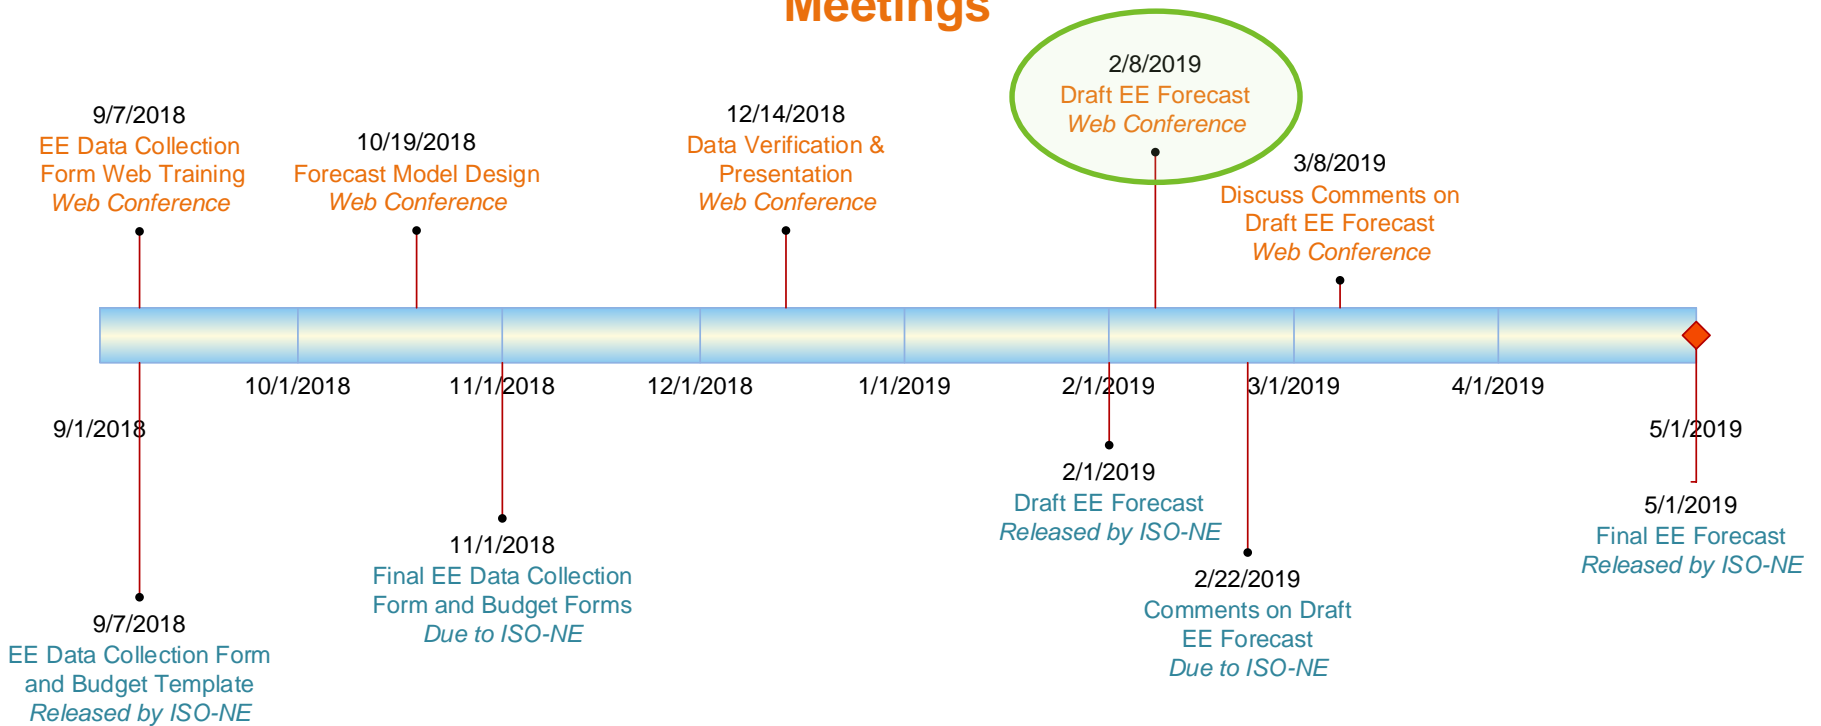 Meetings
9/7/2018
EE Data Collection
Form Web Training
Web Conference
10/19/2018
Forecast Model Design
Web Conference
12/14/2018
Data Verification &
Presentation
Web Conference
2/8/2019
Draft EE Forecast
Web Conference
3/8/2019
Discuss Comments on
Draft EE Forecast
Web Conference
10/1/2018
11/1/2018
12/1/2018
1/1/2019
2/1/2019
3/1/2019
4/1/2019
9/1/2018
5/1/2019
9/7/2018
EE Data Collection Form
and Budget Template
Released by ISO-NE
11/1/2018
Final EE Data Collection
Form and Budget Forms
Due to ISO-NE
2/1/2019
Draft EE Forecast
Released by ISO-NE
2/22/2019
Comments on Draft
EE Forecast
Due to ISO-NE
5/1/2019
Final EE Forecast
Released by ISO-NE